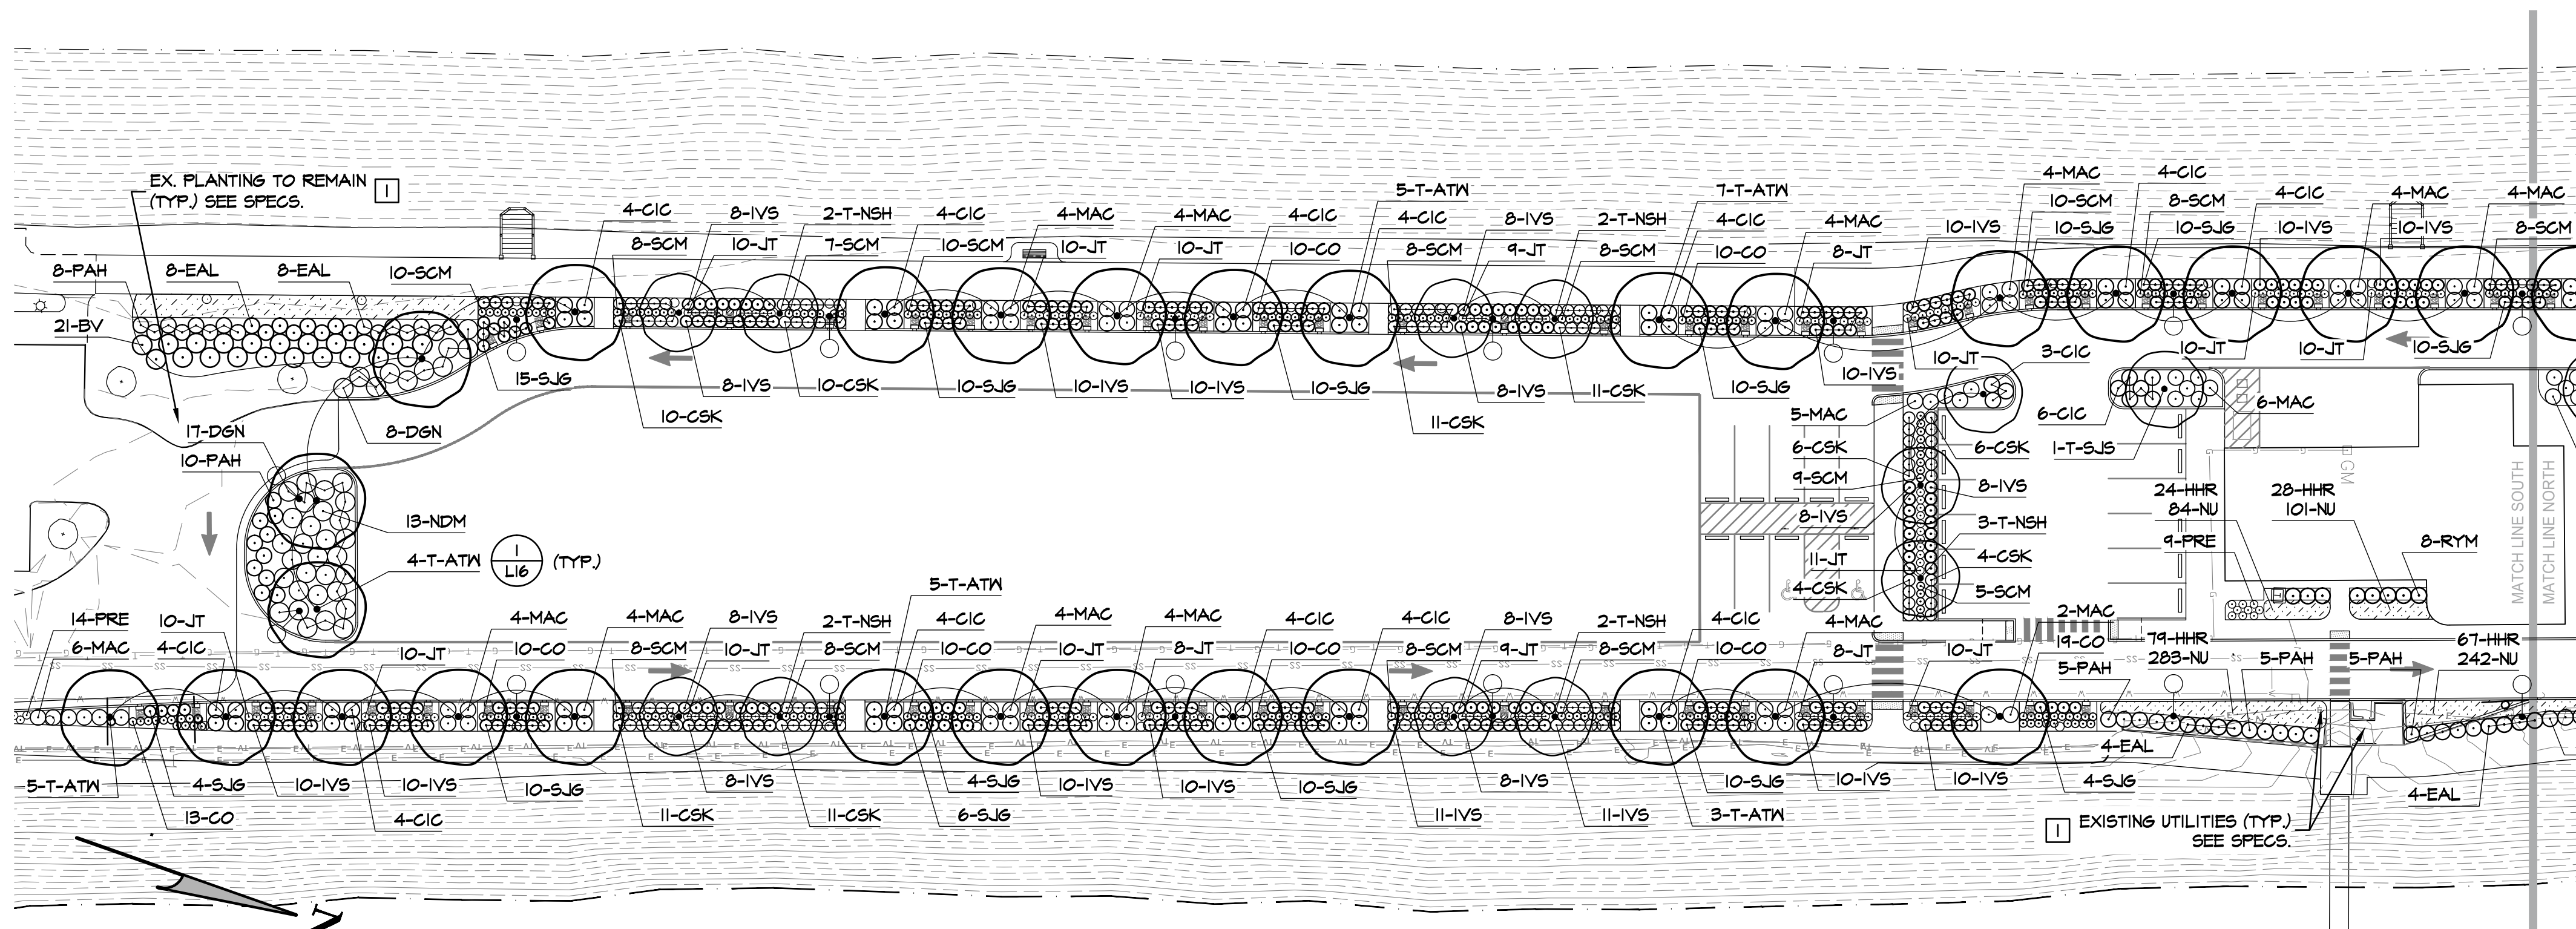 EX. PLANTING TO REMAIN
(TYP.) SEE SPECS.
1
8-PAH
8-EAL
8-EAL
10-SCM
21-BV
4-CIC
8-SCM
8-IVS
10-JT
2-T-NSH
7-SCM
4-CIC
10-SCM
4-MAC
10-JT
4-MAC
10-JT
4-CIC
10-CO
5-T-ATW
4-CIC
8-SCM
8-IVS
9-JT
2-T-NSH
8-SCM
7-T-ATW
4-CIC
10-CO
4-MAC
8-JT
10-IVS
4-MAC
10-SCM
10-SJG
4-CIC
8-SCM
10-SJG
4-CIC
10-IVS
4-MAC
10-IVS
4-MAC
8-SCM
15-SJG
10-CSK
8-IVS
10-CSK
10-SJG
10-IVS
10-IVS
10-SJG
11-CSK
8-IVS
11-CSK
10-SJG
10-IVS
10-JT
3-CIC
10-JT
10-JT
10-SJG
17-DGN
10-PAH
8-DGN
13-NDM
4-T-ATW
1
L16
(TYP.)
5-MAC
6-CSK
9-SCM
8-IVS
11-JT
4-CSK
6-CSK
8-IVS
3-T-NSH
4-CSK
5-SCM
6-CIC
1-T-SJS
6-MAC
GM
24-HHR
84-NU
9-PRE
28-HHR
101-NU
8-RYM
MATCH LINE SOUTH
MATCH LINE NORTH
14-PRE
6-MAC
10-JT
4-CIC
10-JT
4-MAC
10-CO
4-MAC
8-SCM
8-IVS
10-JT
2-T-NSH
8-SCM
5-T-ATW
4-CIC
10-CO
4-MAC
10-JT
4-MAC
8-JT
4-CIC
10-CO
4-CIC
8-SCM
8-IVS
9-JT
2-T-NSH
8-SCM
4-CIC
10-CO
4-MAC
8-JT
10-JT
2-MAC
19-CO
5-PAH
79-HHR
283-NU
5-PAH
5-PAH
67-HHR
242-NU
5-T-ATW
4-SJG
13-CO
10-IVS
10-IVS
4-CIC
10-SJG
11-CSK
8-IVS
11-CSK
4-SJG
6-SJG
10-IVS
10-IVS
10-SJG
11-IVS
8-IVS
11-IVS
10-SJG
3-T-ATW
10-IVS
10-IVS
4-EAL
4-SJG
4-EAL
1
EXISTING UTILITIES (TYP.)
SEE SPECS.
N